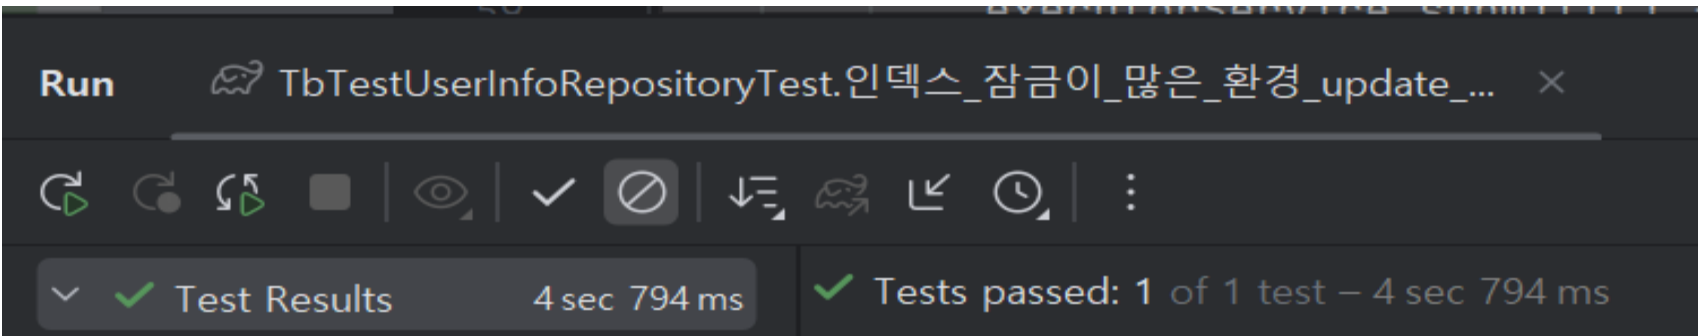 Run TbTestUserInfoRepositoryTest.인덱스_잠금이_많은_환경_update_...
Test Results 4 sec 794 ms
Tests passed: 1 of 1 test – 4 sec 794 ms